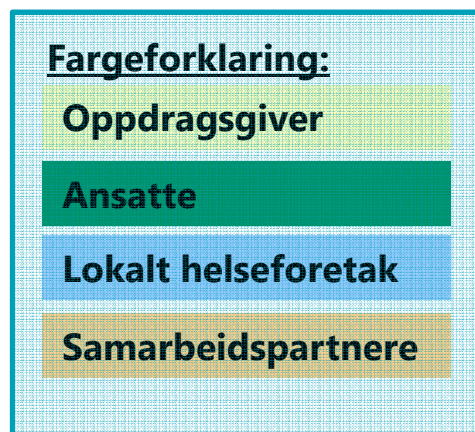 Fargeforklaring:
Oppdragsgiver
Ansatte
Lokalt helseforetak
Samarbeidspartnere